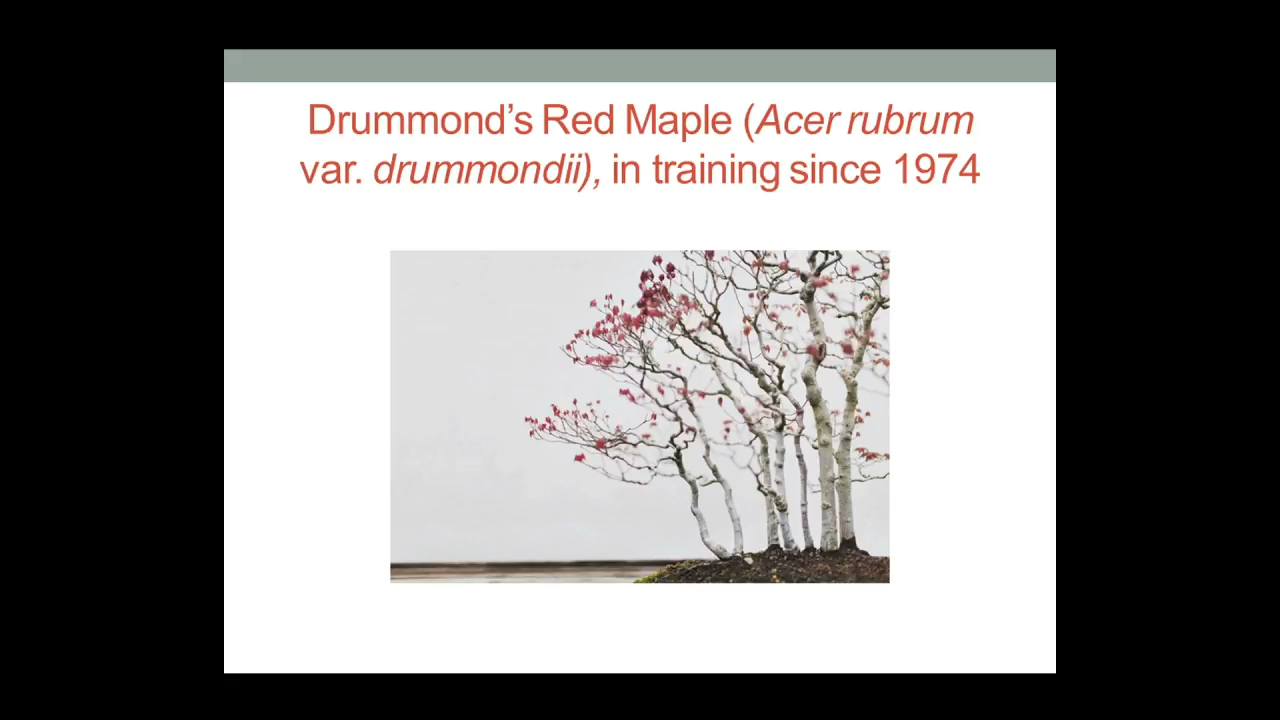 Drummond’s Red Maple (Acer rubrum
var. drummondii), in training since 1974